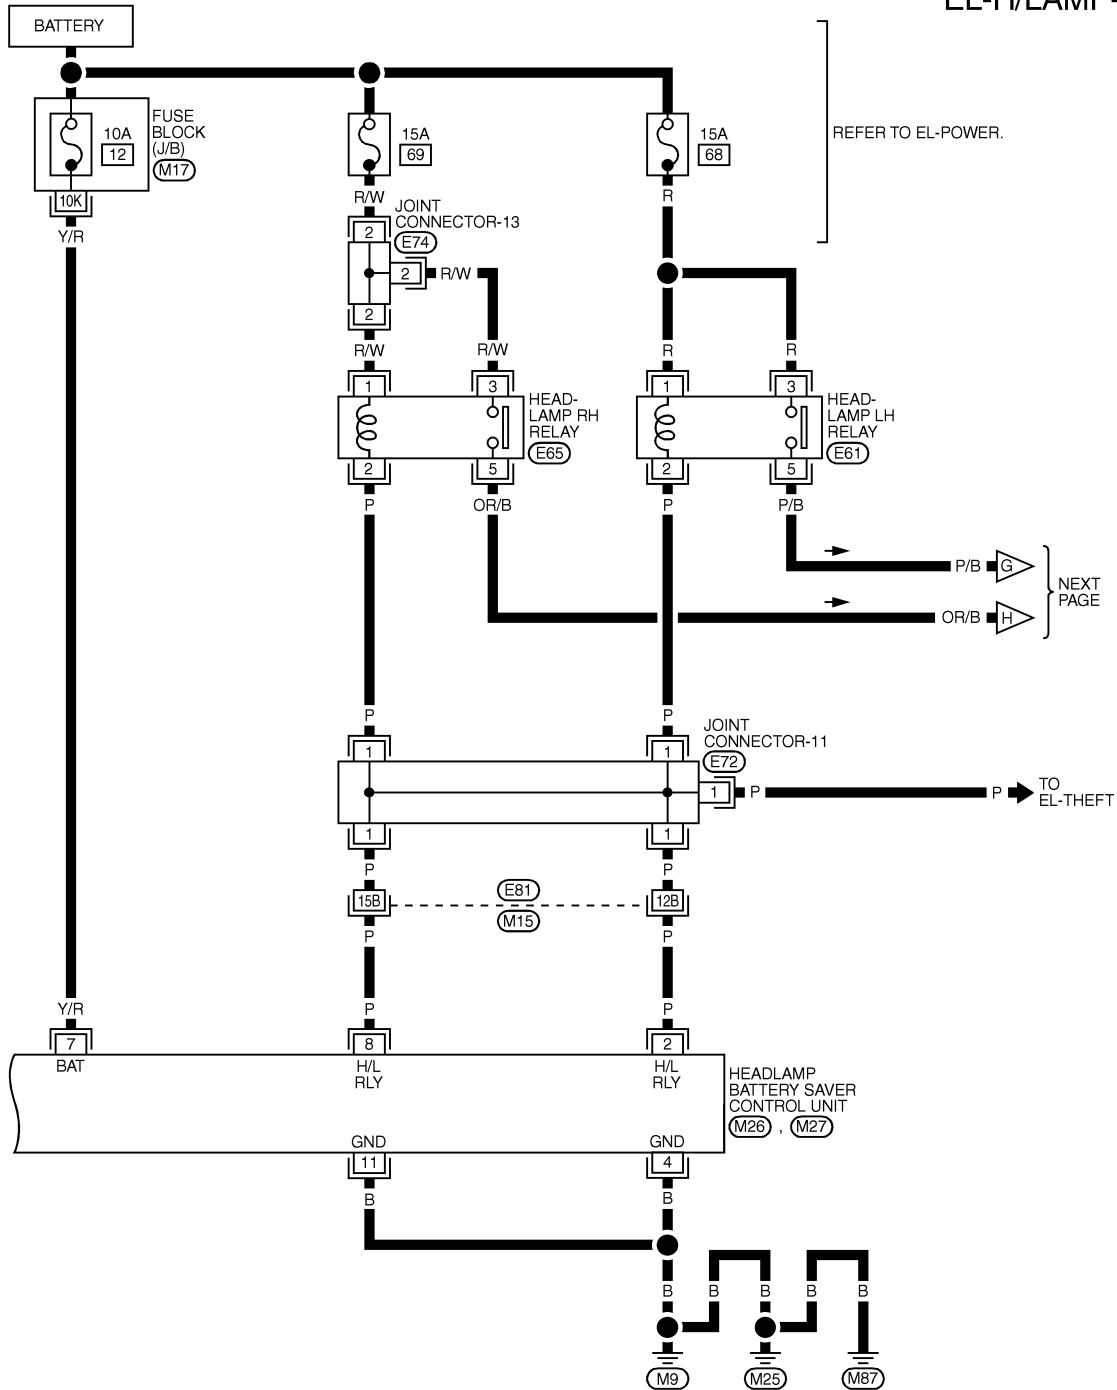 BATTERY
10A
12
FUSE
BLOCK
(J/B)
M17
10K
Y/R
15A
69
15A
68
REFER TO EL-POWER.
R/W
R
JOINT
CONNECTOR-13
E74
2
2
R/W
2
R/W
R/W
R
R
1
3
HEAD-
LAMP RH
RELAY
E65
1
3
HEAD-
LAMP LH
RELAY
E61
2
5
2
5
P
OR/B
P
P/B
P/B
G
OR/B
H
NEXT
PAGE
P
P
JOINT
CONNECTOR-11
E72
1
1
1
P
P
TO
EL-THEFT
1
1
P
P
15B
E81
M15
12B
P
P
Y/R
P
P
7
8
2
BAT
H/L
RLY
H/L
RLY
HEADLAMP
BATTERY SAVER
CONTROL UNIT
M26 , M27
GND
GND
11
4
B
B
B
B
B
B
B
M9
M25
M87